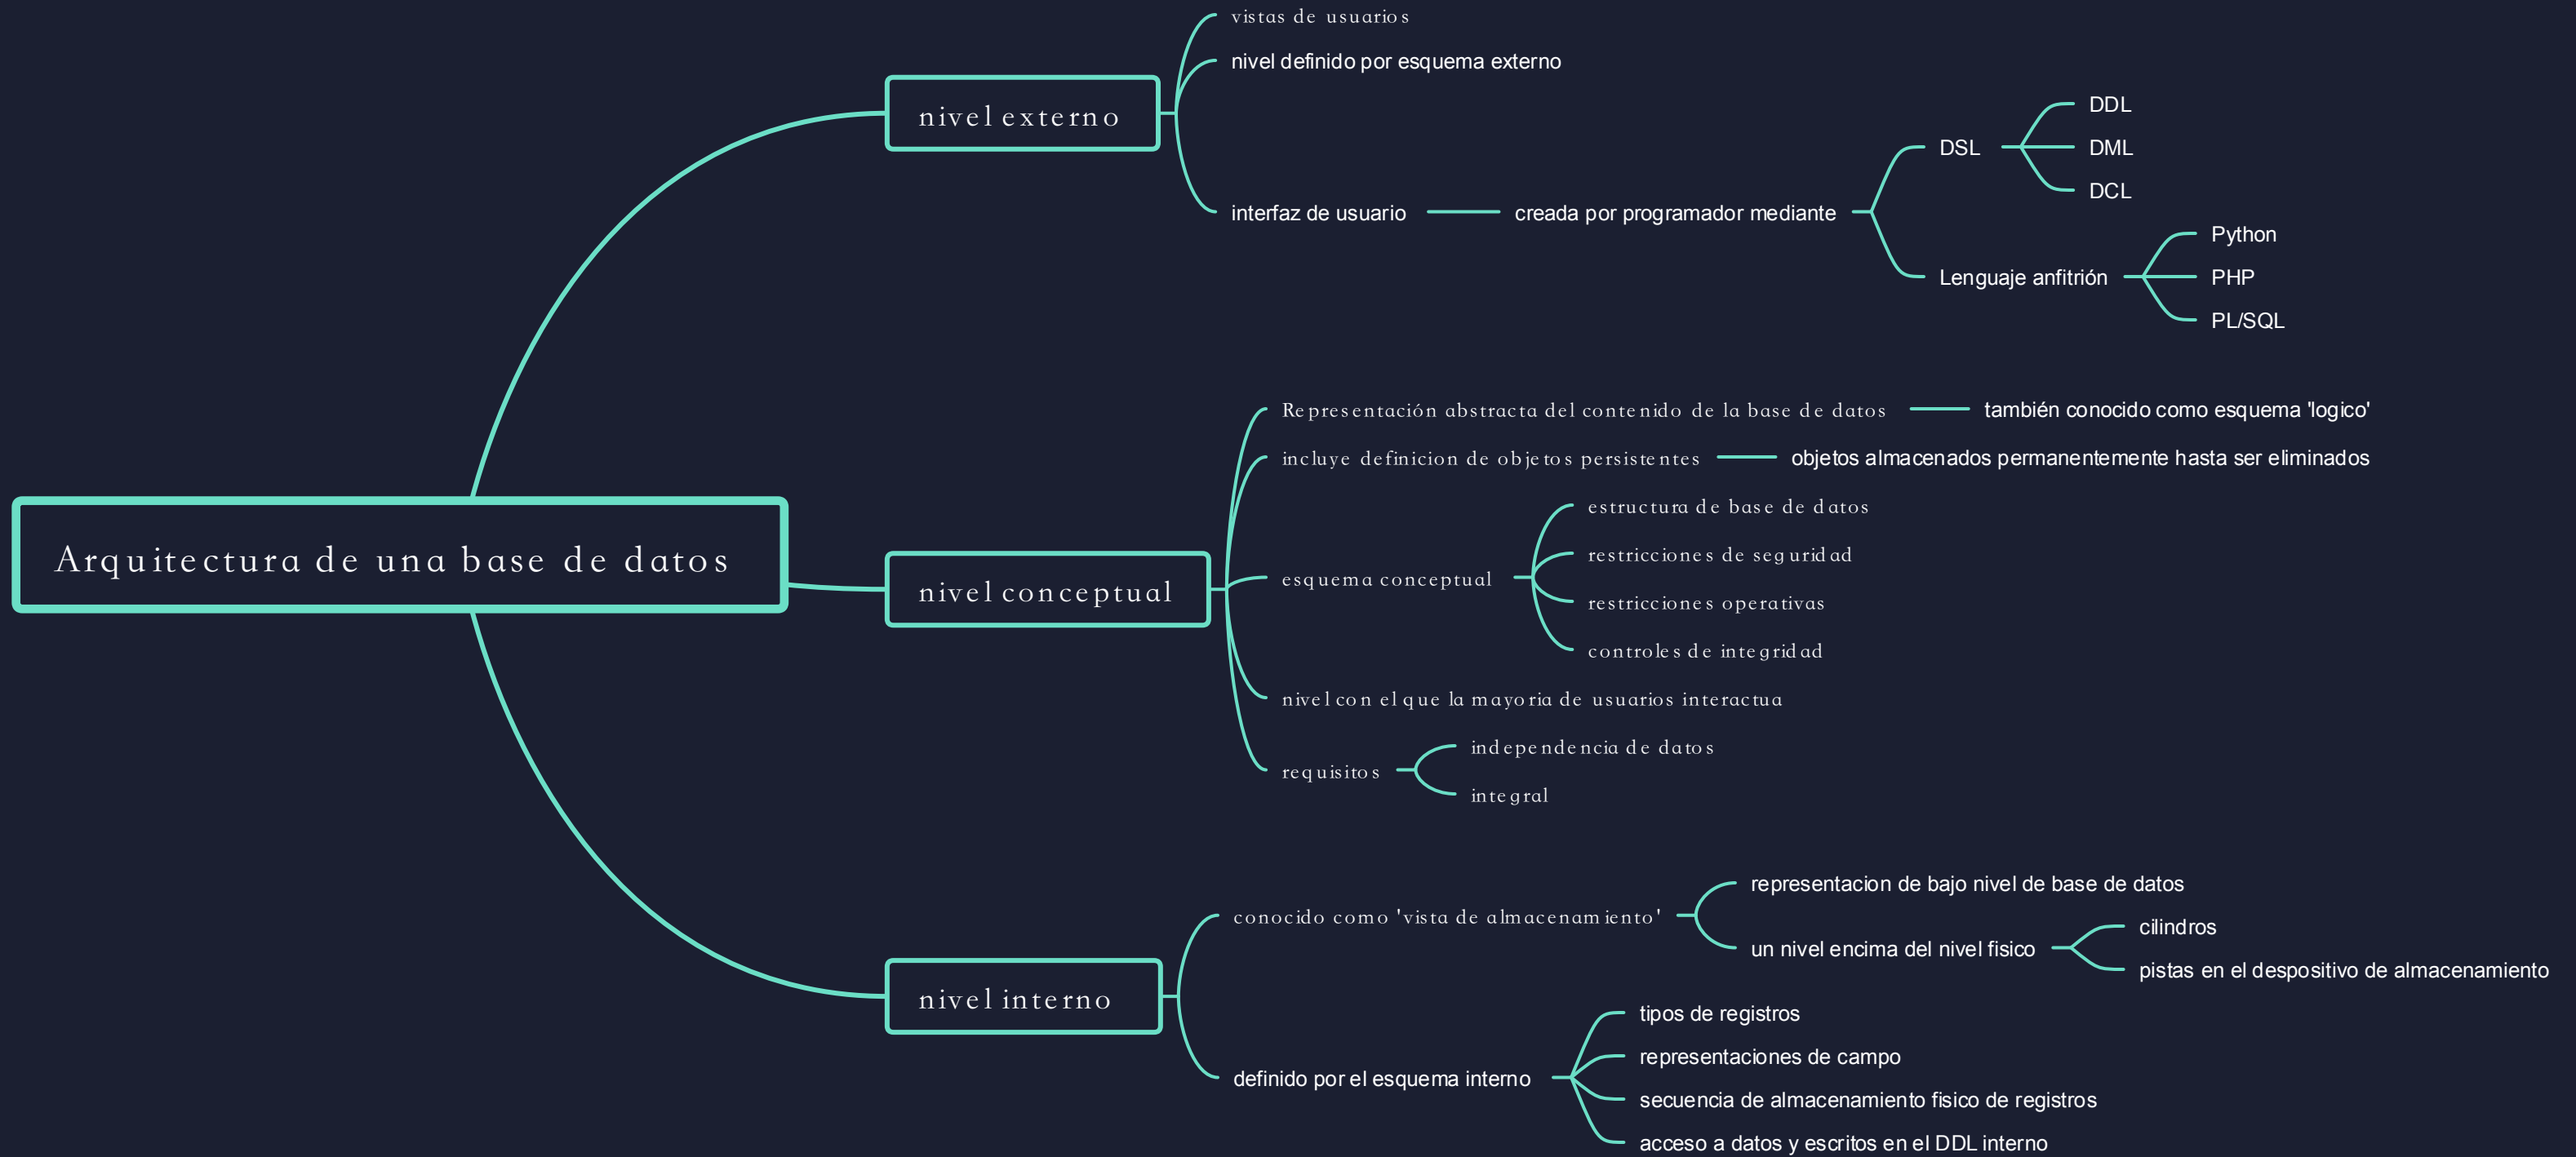 Arquitectura de una base de datos
nivel externo
vistas de usuarios
nivel definido por esquema externo
interfaz de usuario
creada por programador mediante
DSL
DDL
DML
DCL
Lenguaje anfitrión
Python
PHP
PL/SQL
nivel conceptual
Representación abstracta del contenido de la base de datos
también conocido como esquema 'logico'
incluye definicion de objetos persistentes
objetos almacenados permanentemente hasta ser eliminados
esquema conceptual
estructura de base de datos
restricciones de seguridad
restricciones operativas
controles de integridad
nivel con el que la mayoria de usuarios interactua
requisitos
independencia de datos
integral
nivel interno
conocido como 'vista de almacenamiento'
representacion de bajo nivel de base de datos
un nivel encima del nivel fisico
cilindros
pistas en el despositivo de almacenamiento
definido por el esquema interno
tipos de registros
representaciones de campo
secuencia de almacenamiento fisico de registros
acceso a datos y escritos en el DDL interno